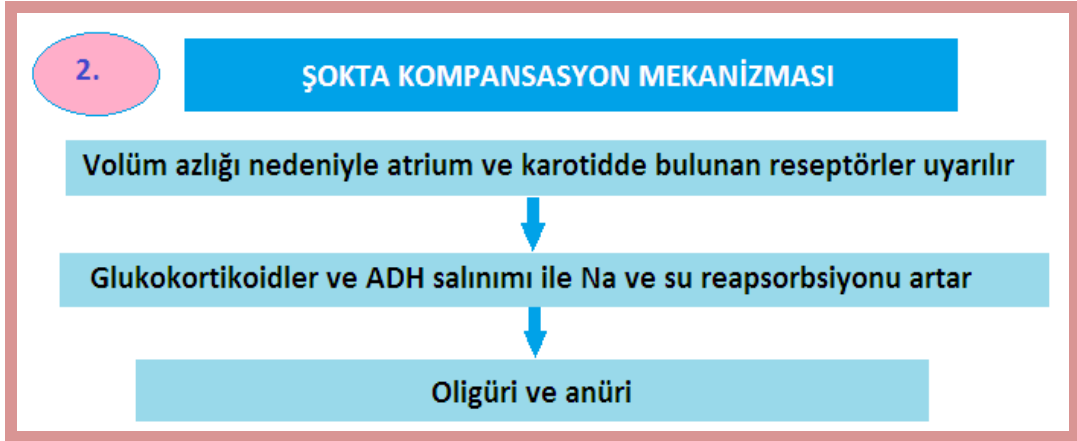 2.
ŞOKTA KOMPANSASYON MEKANİZMASI
Volüm azlığı nedeniyle atrium ve karotidde bulunan reseptörler uyarılır
Glukokortikoidler ve ADH salınımı ile Na ve su reapsorbsiyonu artar
Oligüri ve anüri